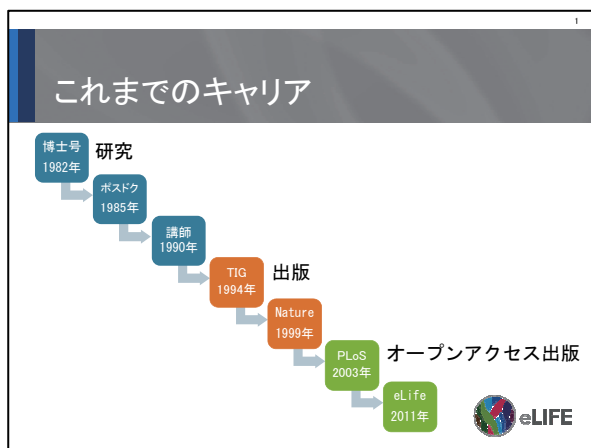 1
これまでのキャリア
博士号
1982年
研究
ポスドク
1985年
講師
1990年
TIG
1994年
出版
Nature
1999年
PLoS
2003年
オープンアクセス出版
eLife
2011年
eLIFE